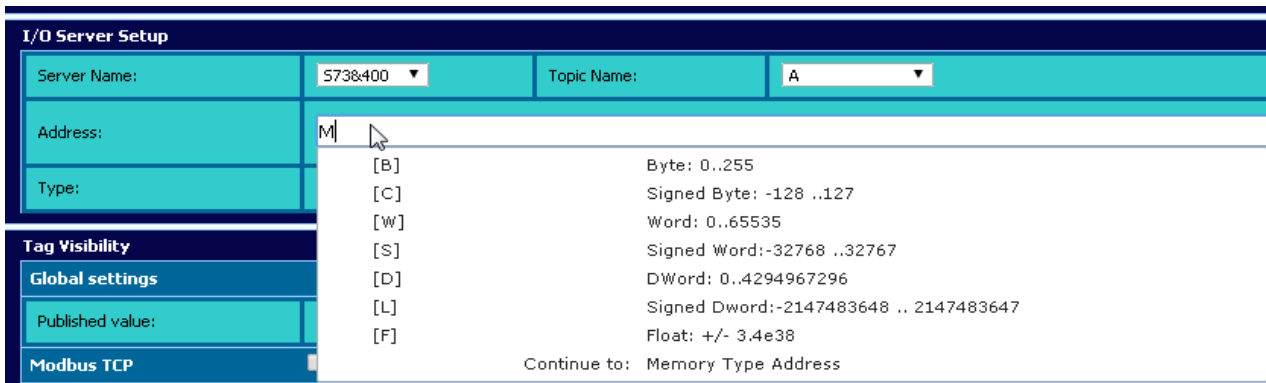 I/O Server Setup
Server Name: S73&400 Topic Name: A
Address: M
[B] Byte: 0..255
[C] Signed Byte: -128 ..127
Type:
[W] Word: 0..65535
[S] Signed Word:-32768 ..32767
Tag Visibility
[D] DWord: 0..4294967296
Global settings
[L] Signed Dword:-2147483648 .. 2147483647
Published value:
[F] Float: +/- 3.4e38
Modbus TCP Continue to: Memory Type Address